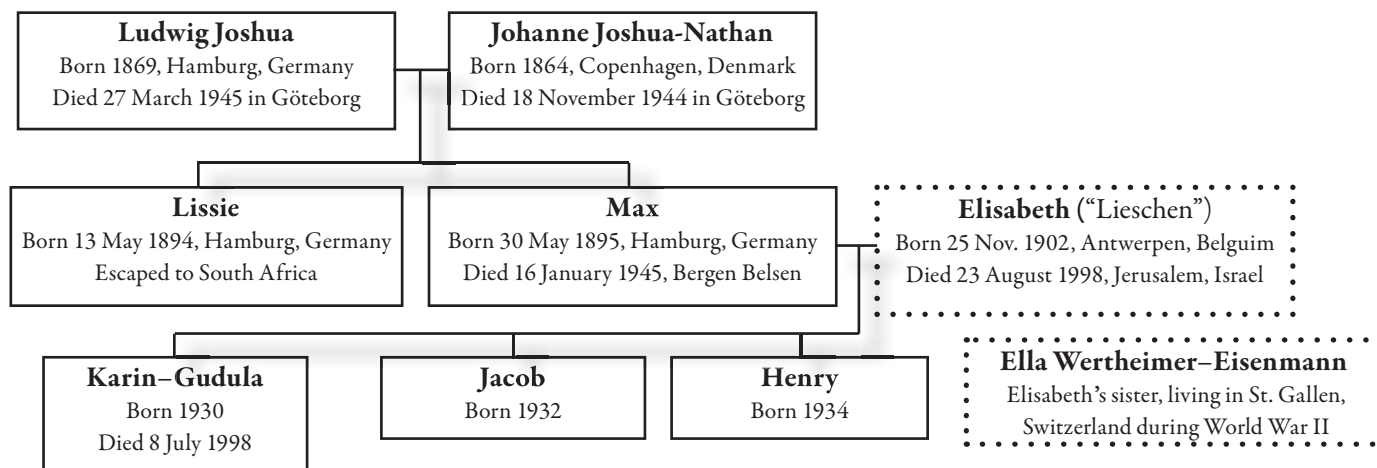 Ludwig Joshua
Born 1869, Hamburg, Germany
Died 27 March 1945 in Göteborg
Johanne Joshua-Nathan
Born 1864, Copenhagen, Denmark
Died 18 November 1944 in Göteborg
Lissie
Born 13 May 1894, Hamburg, Germany
Escaped to South Africa
Max
Born 30 May 1895, Hamburg, Germany
Died 16 January 1945, Bergen Belsen
Elisabeth (“Lieschen”)
Born 25 Nov. 1902, Antwerpen, Belguim
Died 23 August 1998, Jerusalem, Israel
Karin–Gudula
Born 1930
Died 8 July 1998
Jacob
Born 1932
Henry
Born 1934
Ella Wertheimer–Eisenmann
Elisabeth’s sister, living in St. Gallen,
Switzerland during World War II